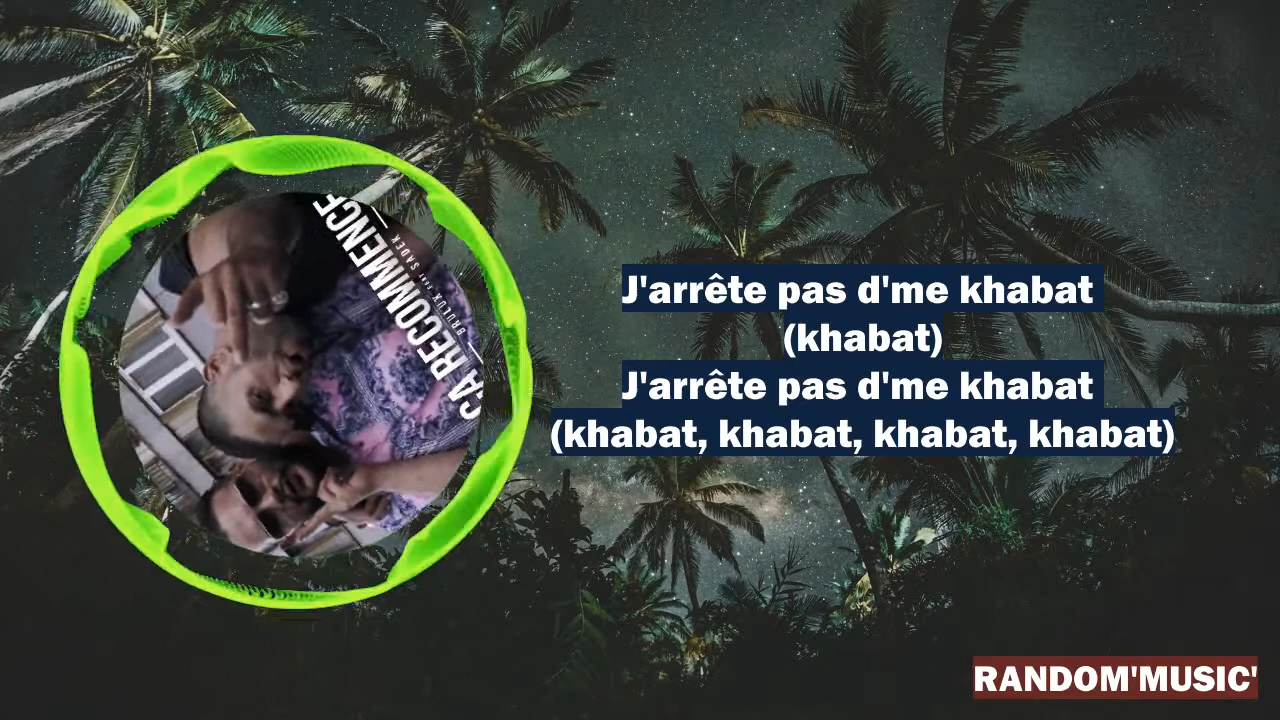 ÇA RECOMMENCE
BRULUX FEAT SADEK
J'arrête pas d'me khabat
(khabat)
J'arrête pas d'me khabat
(khabat, khabat, khabat, khabat)
RANDOM'MUSIC'